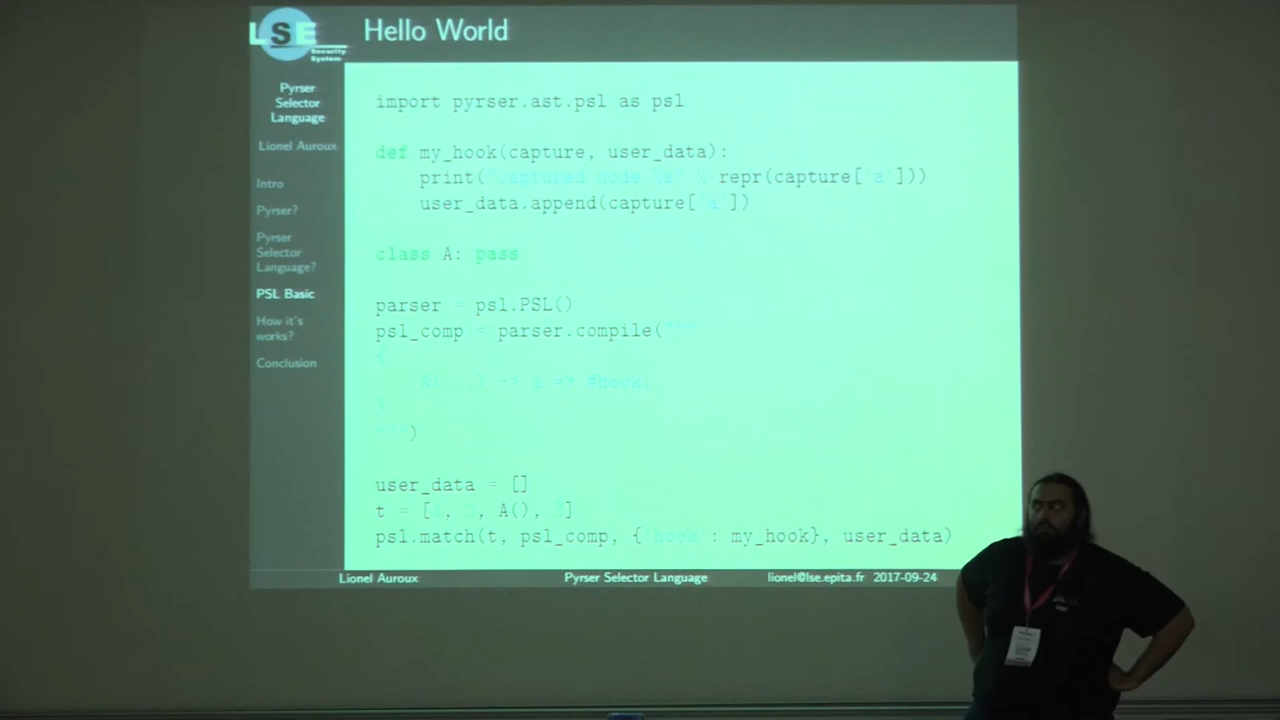 LSE
Security
System
Hello World
Pyrser
Selector
Language
Lionel Auroux
Intro
Pyrser?
Pyrser
Selector
Language?
PSL Basic
How it's
works?
Conclusion
import pyrser.ast.psl as psl
def my_hook(capture, user_data):
print("captured node %s" % repr(capture['a']))
user_data.append(capture['a'])
class A: pass
parser = psl.PSL()
psl_comp = parser.compile("""
{
A(...) -> a => #hook;
}
""")
user_data = []
t = [1, 2, A(), 3]
psl.match(t, psl_comp, {'hook': my_hook}, user_data)
Lionel Auroux
Pyrser Selector Language
lionel@lse.epita.fr 2017-09-24